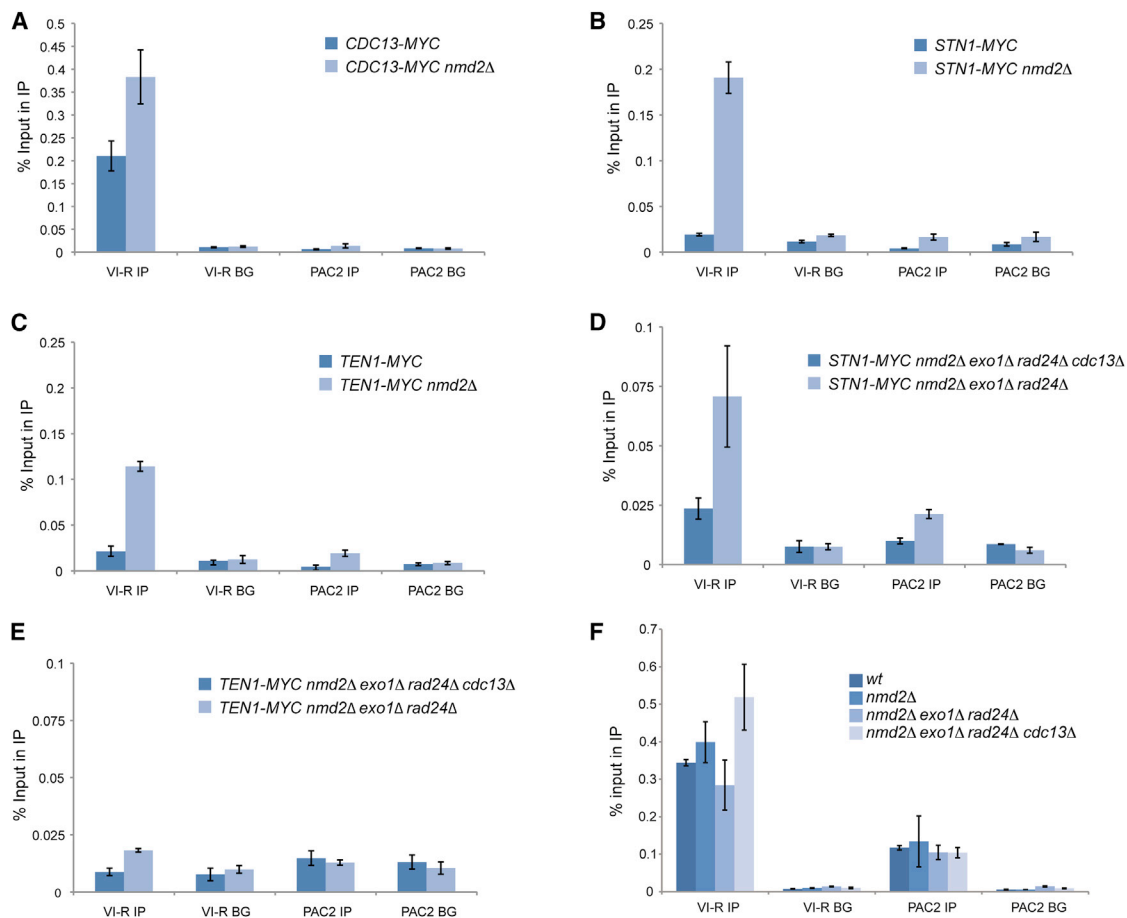 A
% Input in IP
0.5
0.45
0.4
0.35
0.3
0.25
0.2
0.15
0.1
0.05
0
CDC13-MYC
CDC13-MYC nmd2Δ
VI-R IP
VI-R BG
PAC2 IP
PAC2 BG
B
% Input in IP
0.25
0.2
0.15
0.1
0.05
0
STN1-MYC
STN1-MYC nmd2Δ
VI-R IP
VI-R BG
PAC2 IP
PAC2 BG
C
% Input in IP
0.25
0.2
0.15
0.1
0.05
0
TEN1-MYC
TEN1-MYC nmd2Δ
VI-R IP
VI-R BG
PAC2 IP
PAC2 BG
D
% Input in IP
0.1
0.075
0.05
0.025
0
STN1-MYC nmd2Δ exo1Δ rad24Δ cdc13Δ
STN1-MYC nmd2Δ exo1Δ rad24Δ
VI-R IP
VI-R BG
PAC2 IP
PAC2 BG
E
% Input in IP
0.1
0.075
0.05
0.025
0
TEN1-MYC nmd2Δ exo1Δ rad24Δ cdc13Δ
TEN1-MYC nmd2Δ exo1Δ rad24Δ
VI-R IP
VI-R BG
PAC2 IP
PAC2 BG
F
% input in IP
0.7
0.6
0.5
0.4
0.3
0.2
0.1
0
wt
nmd2Δ
nmd2Δ exo1Δ rad24Δ
nmd2Δ exo1Δ rad24Δ cdc13Δ
VI-R IP
VI-R BG
PAC2 IP
PAC2 BG